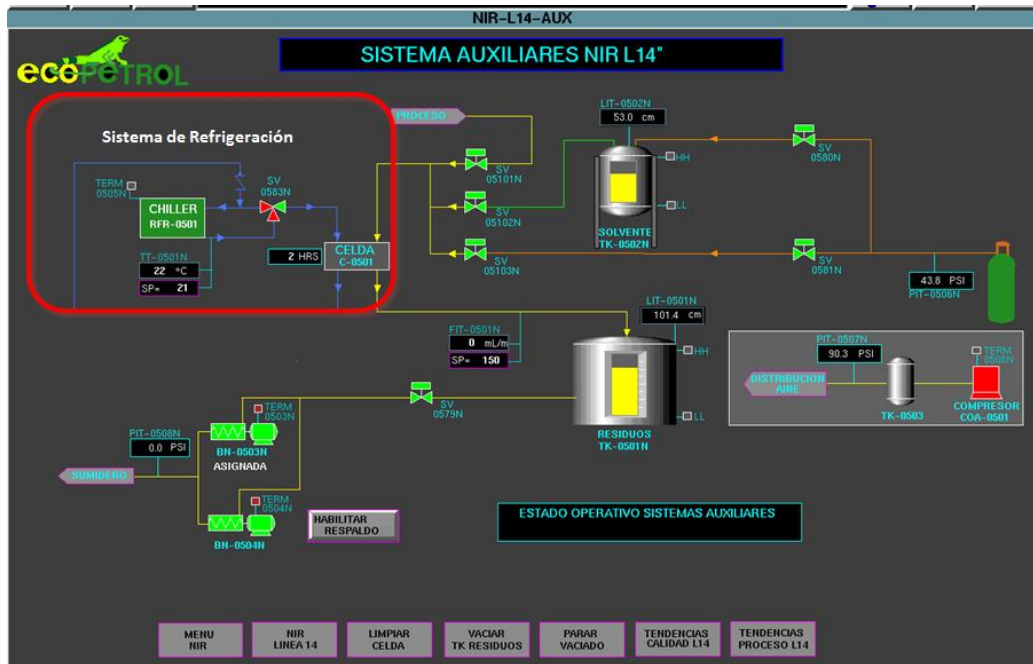 NIR-L14-AUX
SISTEMA AUXILIARES NIR L14"
ecoPETROL
Sistema de Refrigeración
PROCESO
LIT-0502N
53.0 cm
HH
LL
SOLVENTE
TK-0502N
SV
0580N
SV
0581N
SV
05101N
SV
05102N
SV
05103N
43.8 PSI
PIT-0506N
TERM
0505N
CHILLER
RFR-0501
SV
0583N
TT-0501N
22 °C
SP= 21
2 HRS
CELDA
C-0501
FIT-0501N
0 mL/m
SP= 150
LIT-0501N
101.4 cm
HH
LL
RESIDUOS
TK-0501N
PIT-0507N
90.3 PSI
DISTRIBUCION
AIRE
TK-0503
TERM
0506N
COMPRESOR
COA-0501
SV
0579N
TERM
0503N
PIT-0508N
0.0 PSI
BN-0503N
ASIGNADA
SUMIDERO
TERM
0504N
BN-0504N
HABILITAR
RESPALDO
ESTADO OPERATIVO SISTEMAS AUXILIARES
MENU
NIR
NIR
LINEA 14
LIMPIAR
CELDA
VACIAR
TK RESIDUOS
PARAR
VACIADO
TENDENCIAS
CALIDAD L14
TENDENCIAS
PROCESO L14